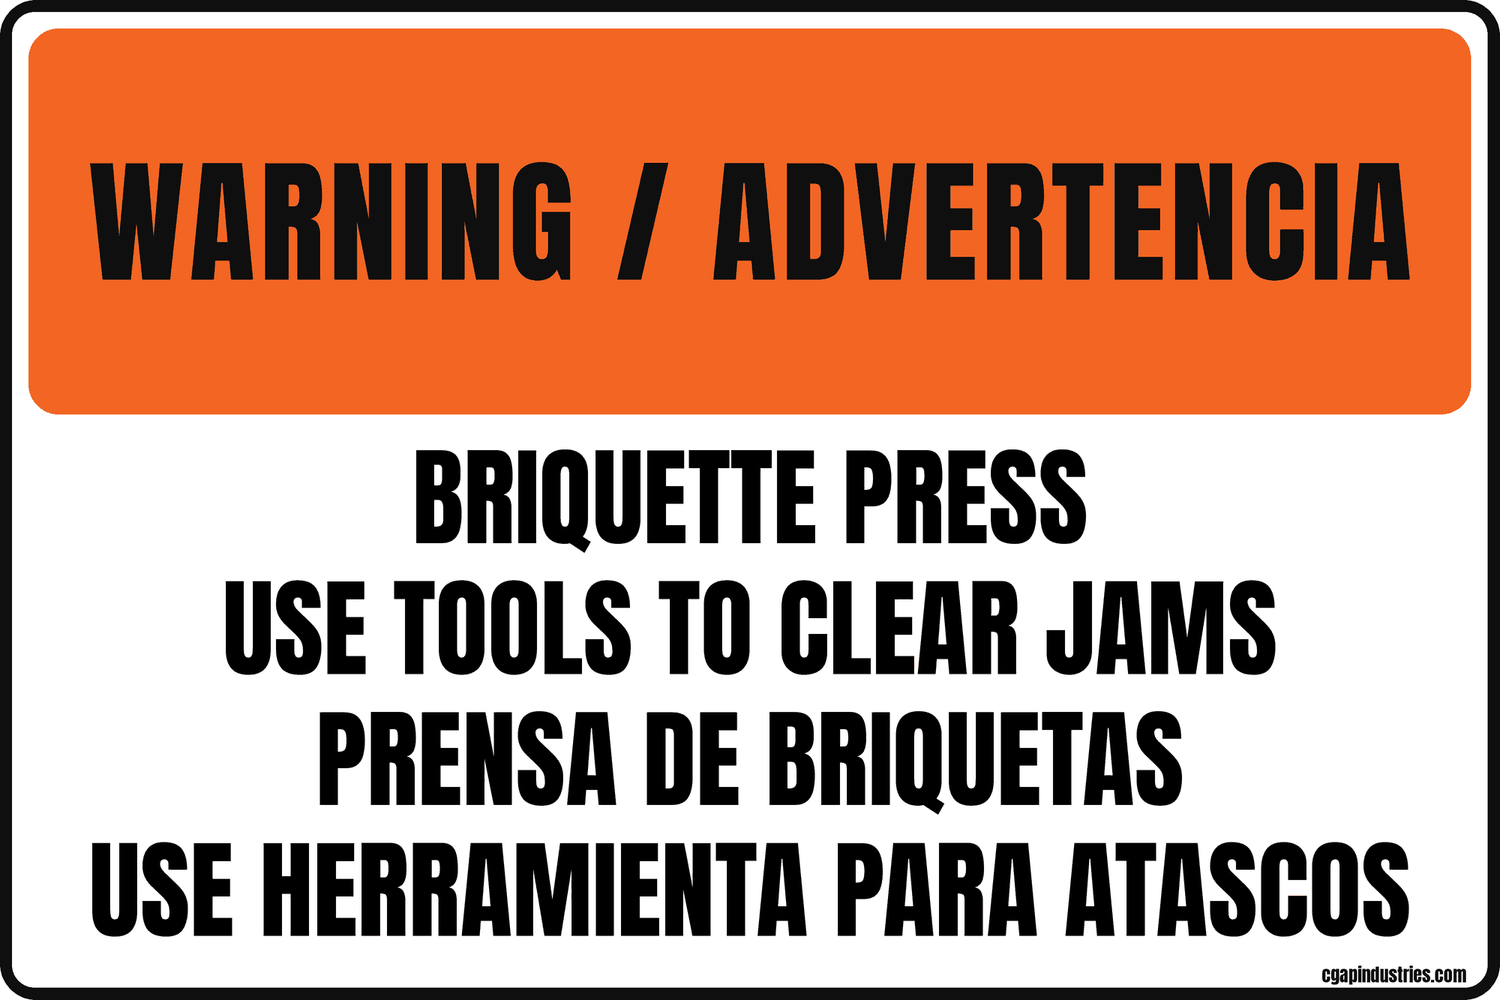 WARNING / ADVERTENCIA
BRIQUETTE PRESS
USE TOOLS TO CLEAR JAMS
PRENSA DE BRIQUETAS
USE HERRAMIENTA PARA ATASCOS
cgapindustries.com